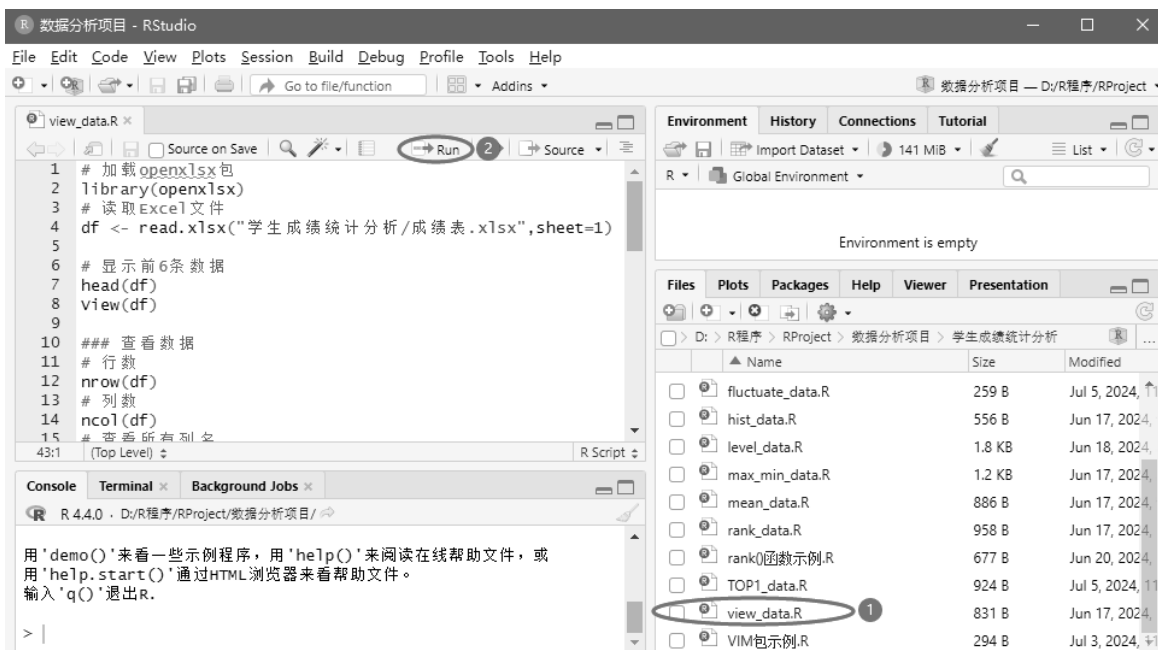 数据分析项目 - RStudio
File Edit Code View Plots Session Build Debug Profile Tools Help
Go to file/function Addins 数据分析项目 — D:/R程序/RProject
view_data.R
Source on Save Run 2 Source
1 # 加载openxlsx包
2 library(openxlsx)
3 # 读取Excel文件
4 df <- read.xlsx("学生成绩统计分析/成绩表.xlsx",sheet=1)
5
6 # 显示前6条数据
7 head(df)
8 View(df)
9
10 ### 查看数据
11 # 行数
12 nrow(df)
13 # 列数
14 ncol(df)
15 # 查看所有列名
43:1 (Top Level) R Script
Console Terminal Background Jobs
R 4.4.0 · D:/R程序/RProject/数据分析项目/
用'demo()'来看一些示例程序，用'help()'来阅读在线帮助文件，或
用'help.start()'通过HTML浏览器来看帮助文件。
输入'q()'退出R.
>
Environment History Connections Tutorial
Import Dataset 141 MiB List
R Global Environment
Environment is empty
Files Plots Packages Help Viewer Presentation
D: > R程序 > RProject > 数据分析项目 > 学生成绩统计分析 ...
Name Size Modified
fluctuate_data.R 259 B Jul 5, 2024, 11
hist_data.R 556 B Jun 17, 2024,
level_data.R 1.8 KB Jun 18, 2024,
max_min_data.R 1.2 KB Jun 17, 2024,
mean_data.R 886 B Jun 17, 2024,
rank_data.R 958 B Jun 17, 2024,
rank()函数示例.R 677 B Jun 20, 2024,
TOP1_data.R 924 B Jul 5, 2024, 11
view_data.R 1 831 B Jun 17, 2024,
VIM包示例.R 294 B Jul 3, 2024,